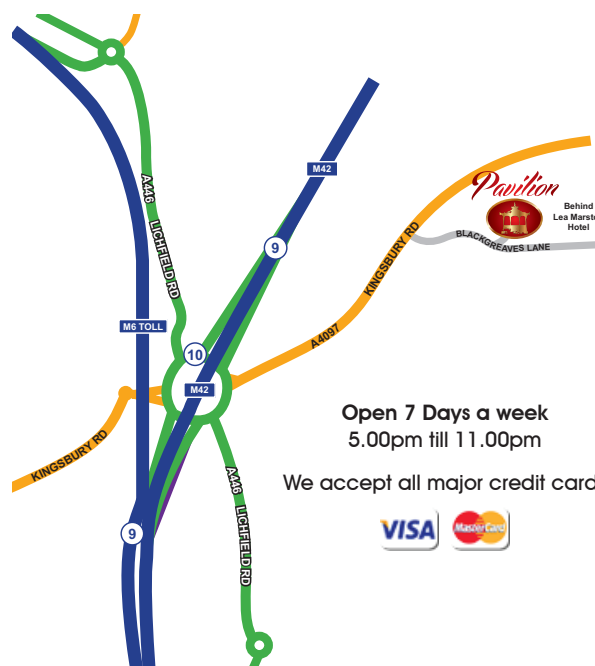 M42
A446
LICHFIELD RD
Pavilion
Behind
Lea Marsto
Hotel
9
KINGSBURY RD
BLACKGREAVES LANE
M6 TOLL
A4097
10
M42
Open 7 Days a week
5.00pm till 11.00pm
KINGSBURY RD
We accept all major credit card
A446
LICHFIELD RD
9
VISA
MasterCard